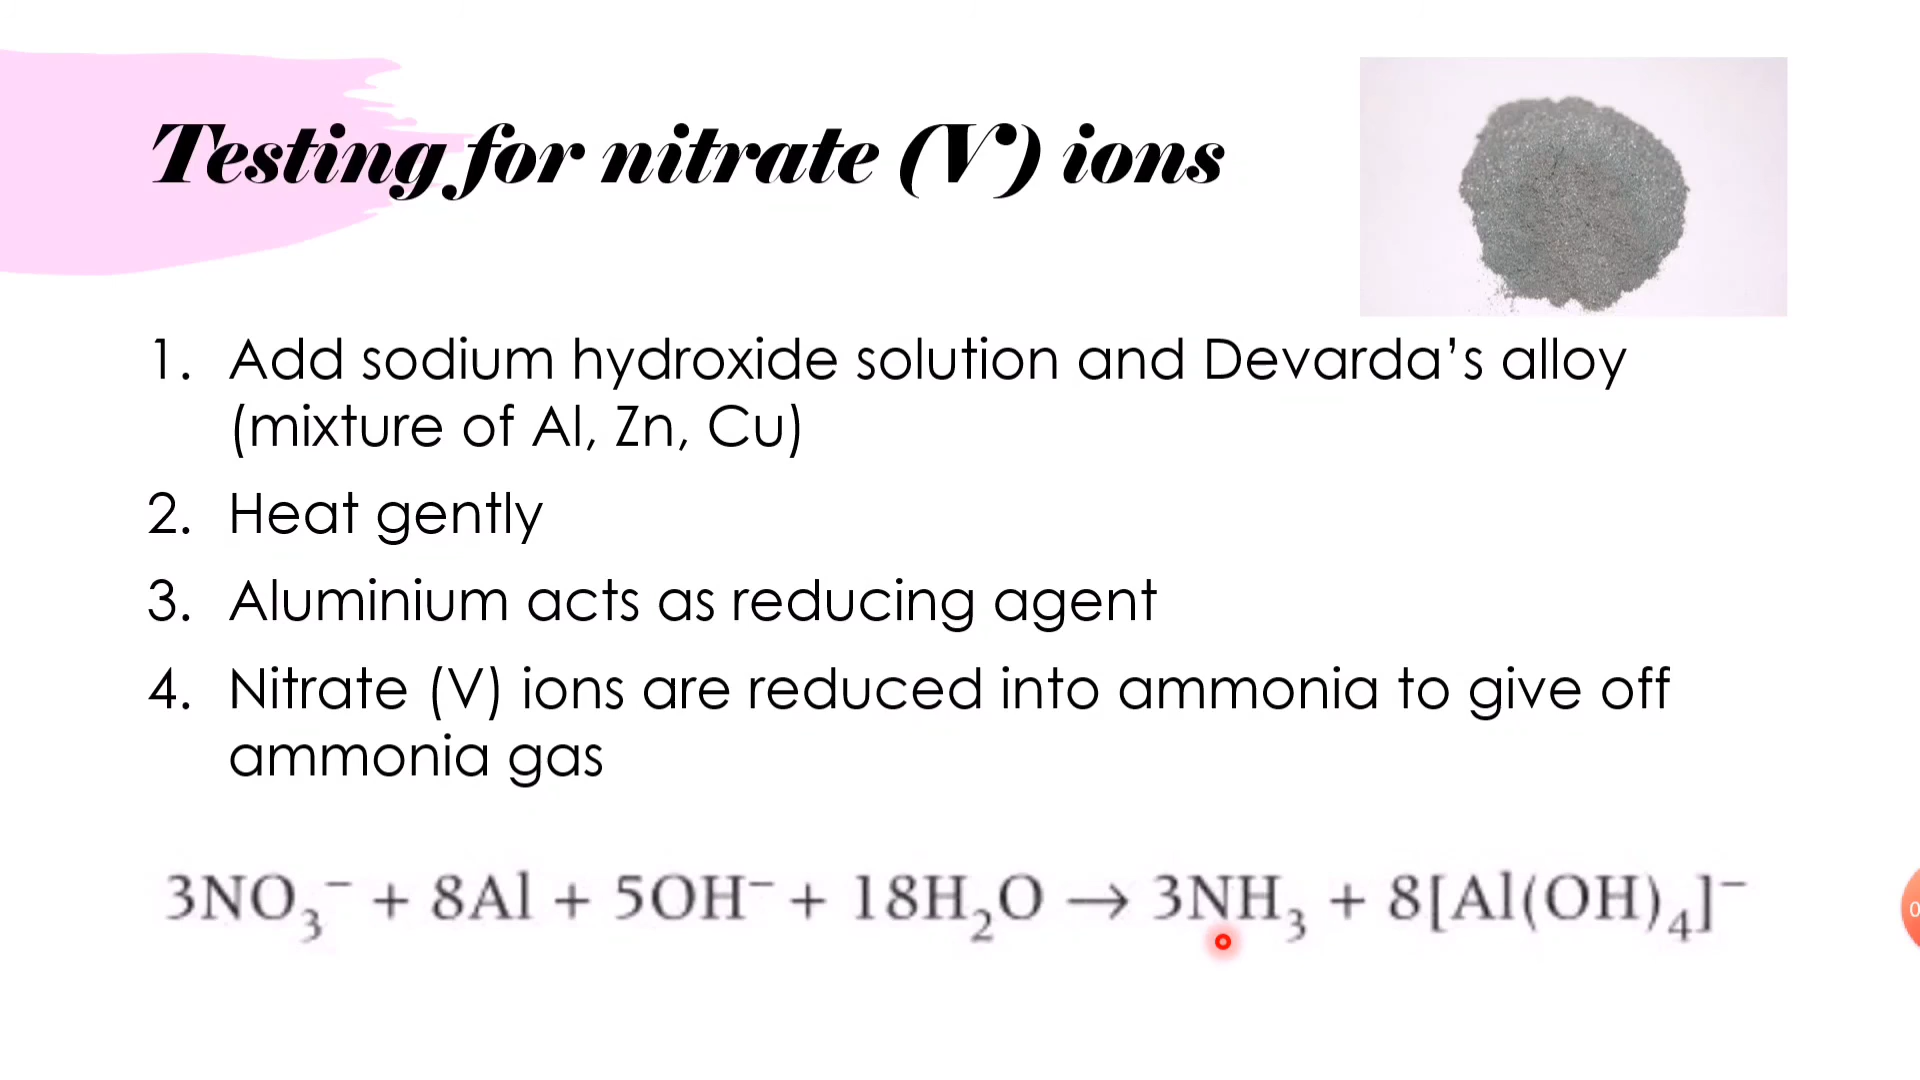 Testing for nitrate (V) ions
1. Add sodium hydroxide solution and Devarda’s alloy
(mixture of Al, Zn, Cu)
2. Heat gently
3. Aluminium acts as reducing agent
4. Nitrate (V) ions are reduced into ammonia to give off
ammonia gas
3NO₃⁻ + 8Al + 5OH⁻ + 18H₂O → 3NH₃ + 8[Al(OH)₄]⁻